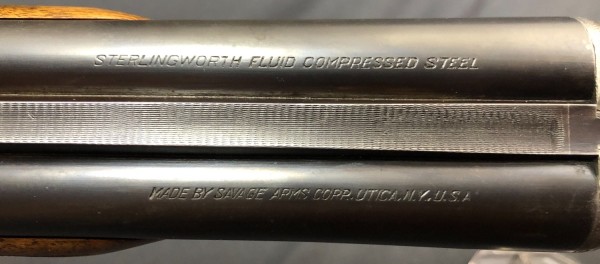 STERLINGWORTH FLUID COMPRESSED STEEL
MADE BY SAVAGE ARMS CORP. UTICA, N.Y., U.S.A